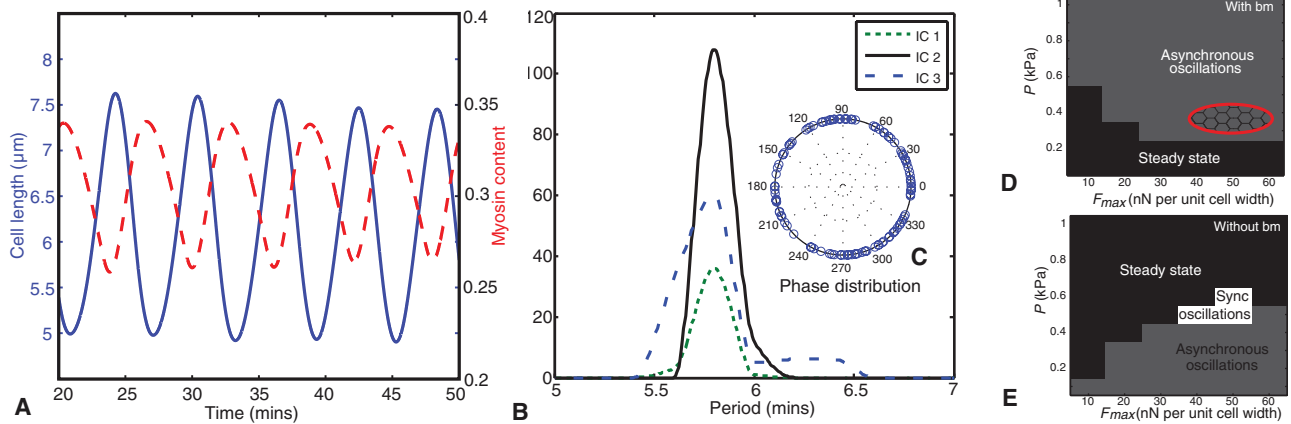 8
7.5
7
6.5
6
5.5
5
Cell length (μm)
20
25
30
35
40
45
50
Time (mins)
0.4
0.35
0.3
0.25
0.2
Myosin content
A
120
100
80
60
40
20
0
5
5.5
6
6.5
7
Period (mins)
B
IC 1
IC 2
IC 3
90
60
30
0
330
300
270
240
210
180
150
120
C
Phase distribution
With bm
Asynchronous
oscillations
Steady state
1
0.8
0.6
0.4
0.2
P (kPa)
10 20 30 40 50 60
Fmax (nN per unit cell width)
D
Without bm
Steady state
Sync
oscillations
Asynchronous
oscillations
1
0.8
0.6
0.4
0.2
P (kPa)
10 20 30 40 50 60
Fmax (nN per unit cell width)
E